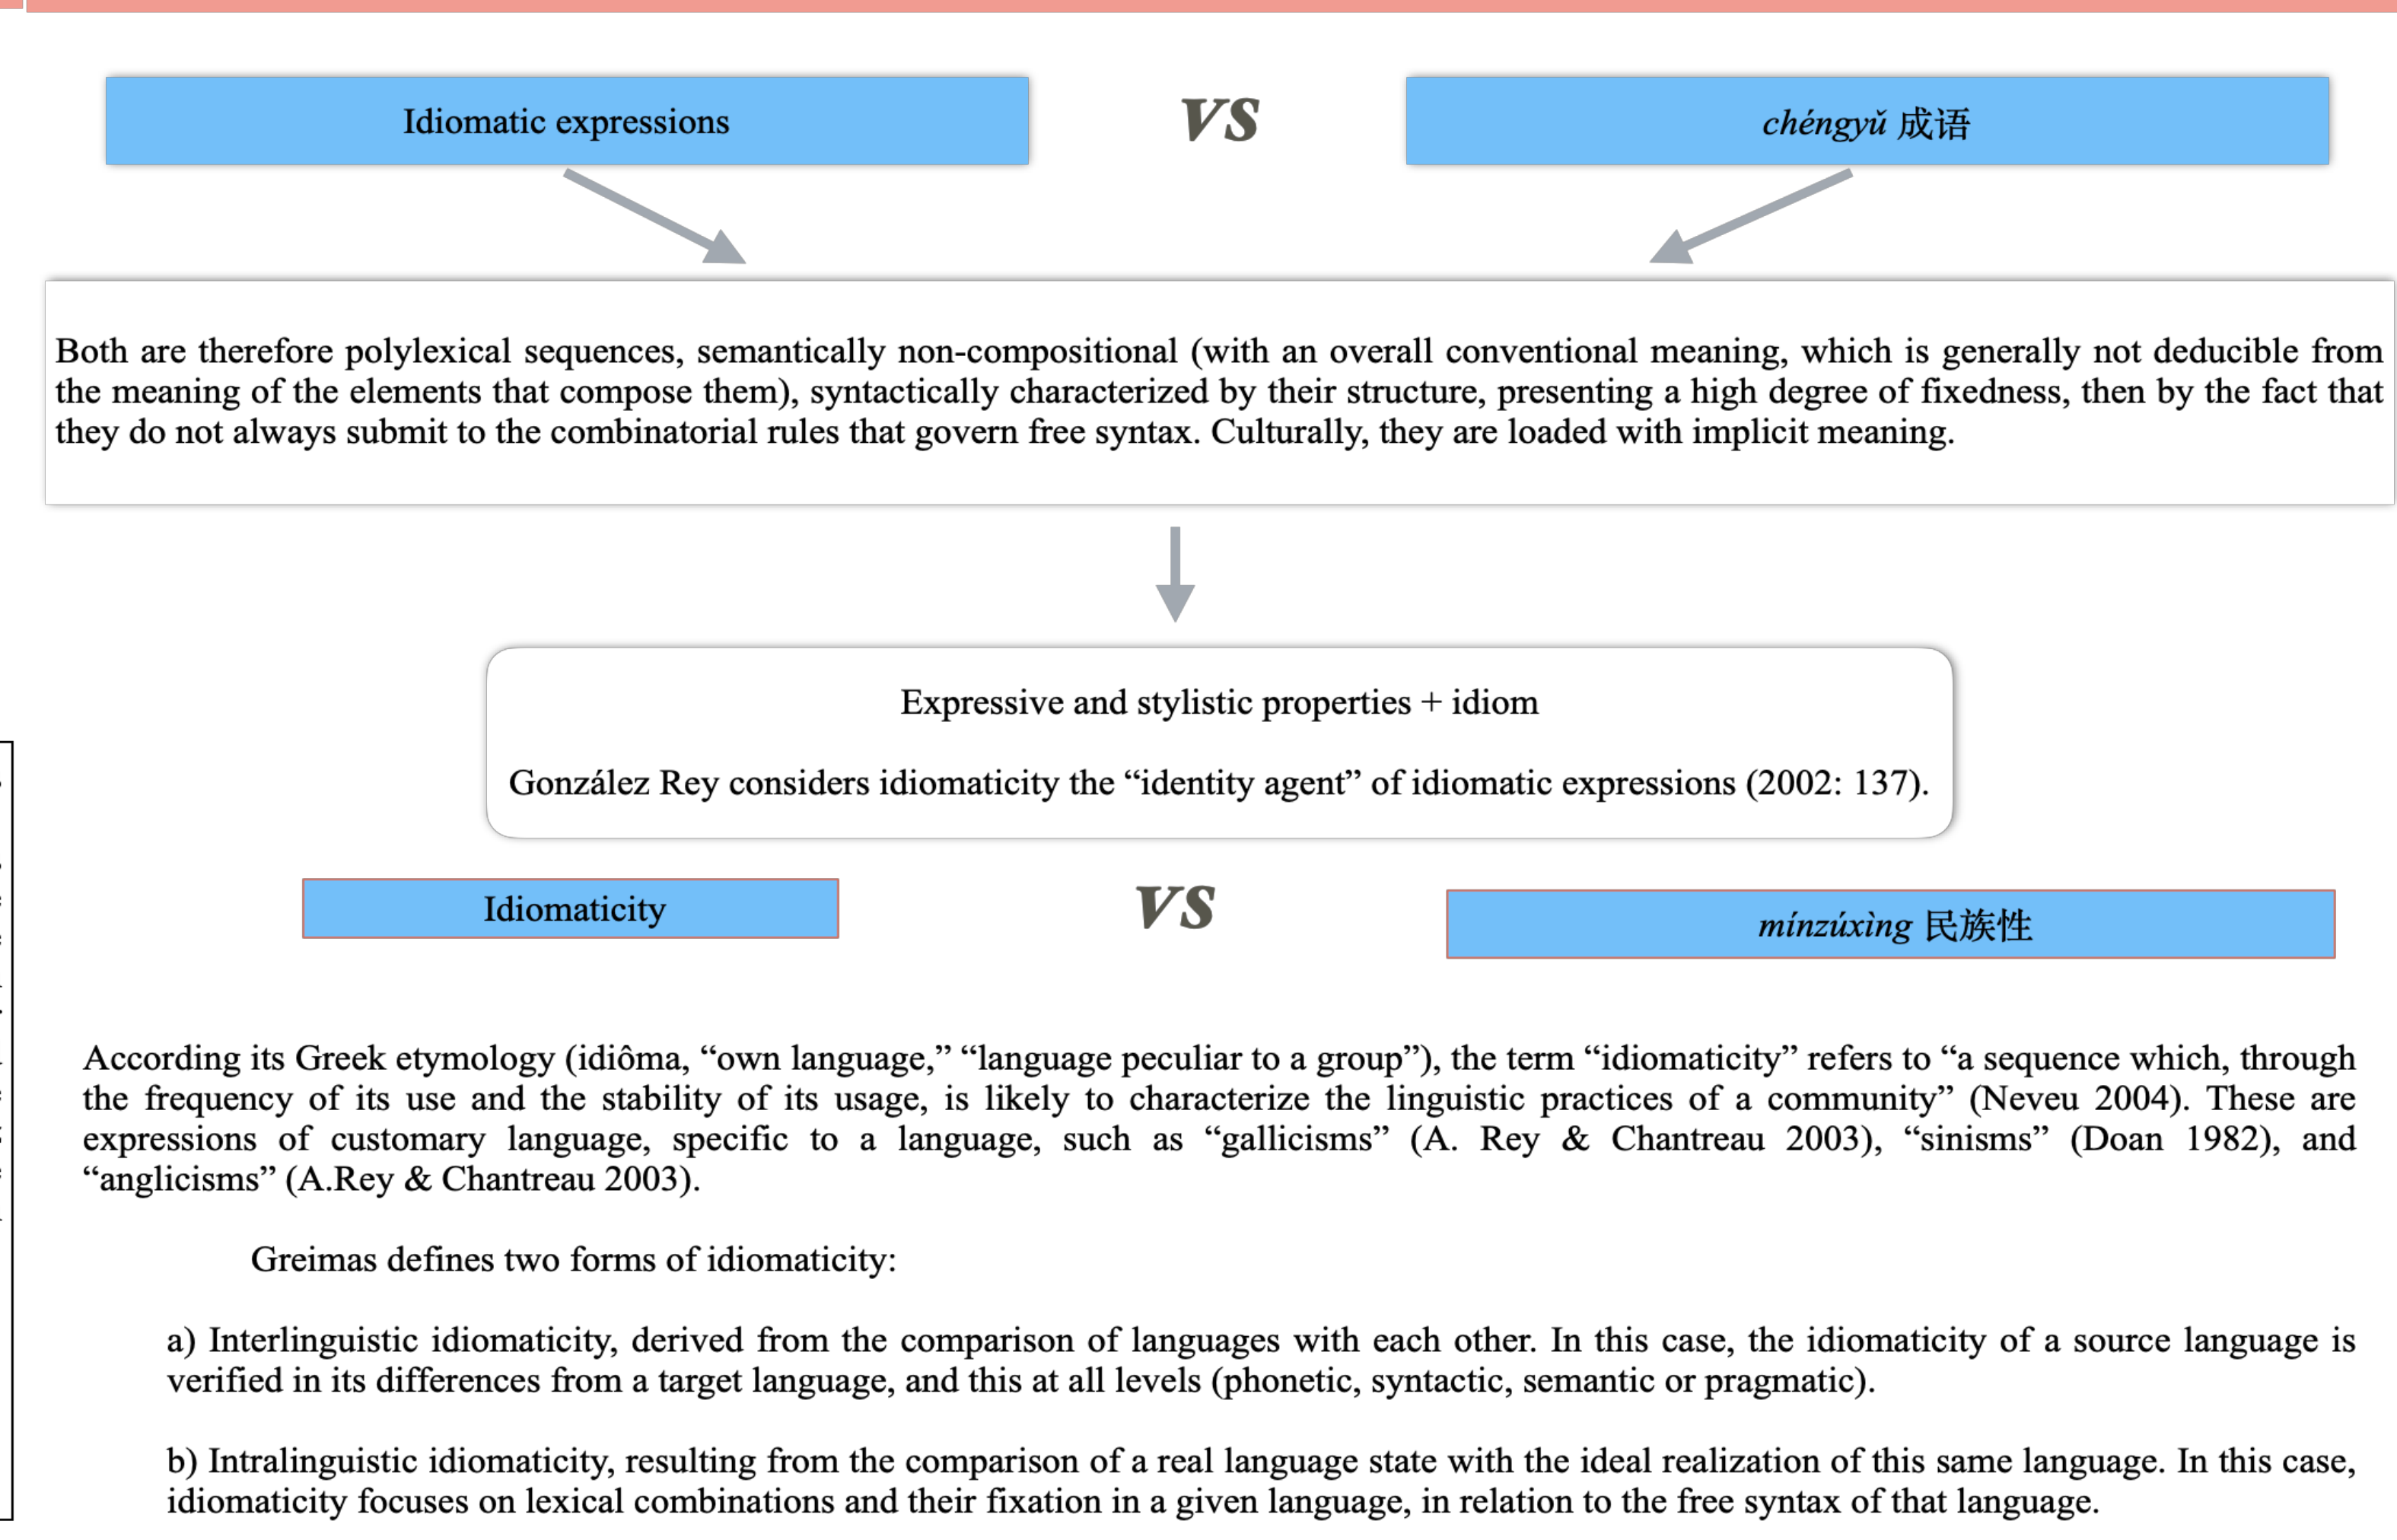 Idiomatic expressions
vs
chéngyǔ 成语
Both are therefore polylexical sequences, semantically non-compositional (with an overall conventional meaning, which is generally not deducible from
the meaning of the elements that compose them), syntactically characterized by their structure, presenting a high degree of fixedness, then by the fact that
they do not always submit to the combinatorial rules that govern free syntax. Culturally, they are loaded with implicit meaning.
Expressive and stylistic properties + idiom
González Rey considers idiomaticity the “identity agent” of idiomatic expressions (2002: 137).
Idiomaticity
vs
mínzúxìng 民族性
According its Greek etymology (idiôma, “own language,” “language peculiar to a group”), the term “idiomaticity” refers to “a sequence which, through
the frequency of its use and the stability of its usage, is likely to characterize the linguistic practices of a community” (Neveu 2004). These are
expressions of customary language, specific to a language, such as “gallicisms” (A. Rey & Chantreau 2003), “sinisms” (Doan 1982), and
“anglicisms” (A.Rey & Chantreau 2003).
Greimas defines two forms of idiomaticity:
a) Interlinguistic idiomaticity, derived from the comparison of languages with each other. In this case, the idiomaticity of a source language is
verified in its differences from a target language, and this at all levels (phonetic, syntactic, semantic or pragmatic).
b) Intralinguistic idiomaticity, resulting from the comparison of a real language state with the ideal realization of this same language. In this case,
idiomaticity focuses on lexical combinations and their fixation in a given language, in relation to the free syntax of that language.